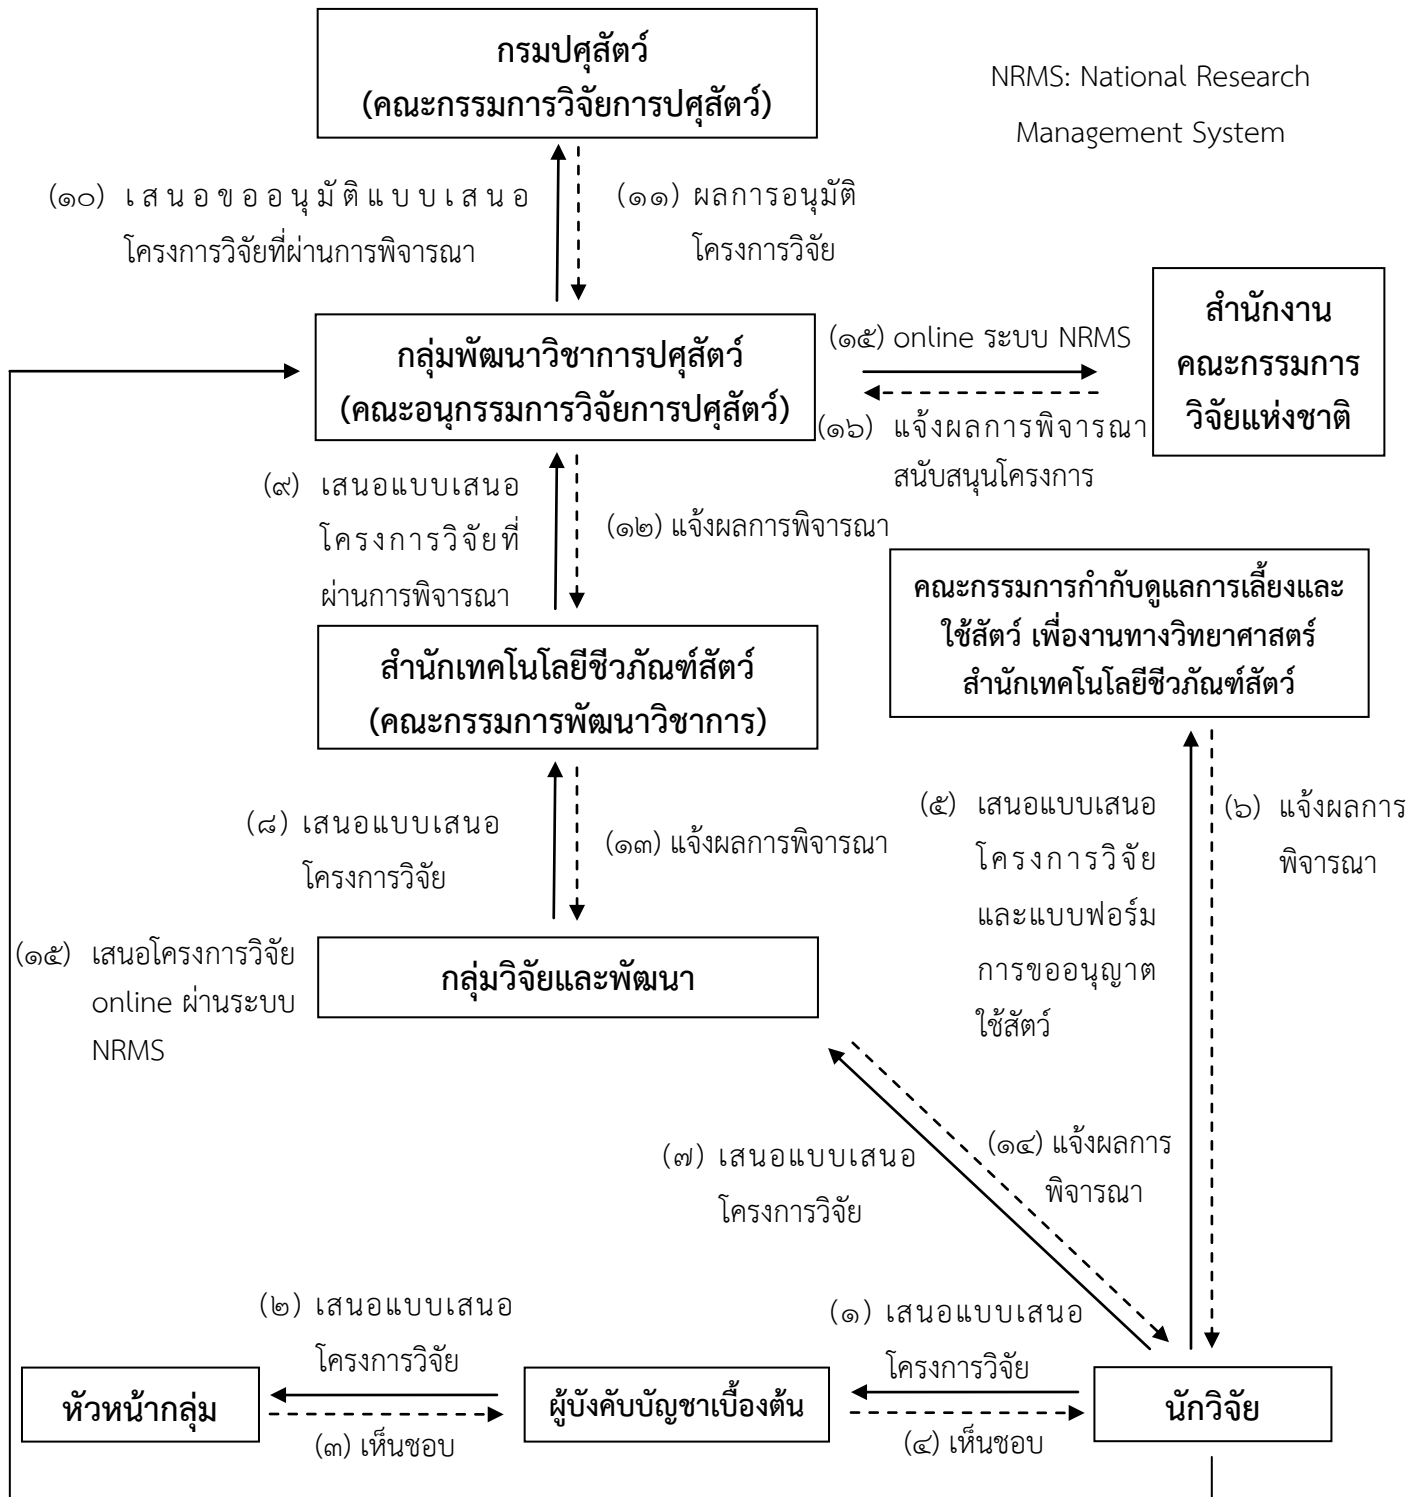 กรมปศุสัตว์
(คณะกรรมการวิจัยการปศุสัตว์)
NRMS: National Research
Management System
(๑๐) เสนอขออนุมัติแบบเสนอ
โครงการวิจัยที่ผ่านการพิจารณา
(๑๑) ผลการอนุมัติ
โครงการวิจัย
กลุ่มพัฒนาวิชาการปศุสัตว์
(คณะอนุกรรมการวิจัยการปศุสัตว์)
(๑๕) online ระบบ NRMS
(๑๖) แจ้งผลการพิจารณา
สนับสนุนโครงการ
สำนักงาน
คณะกรรมการ
วิจัยแห่งชาติ
(๙) เสนอแบบเสนอ
โครงการวิจัยที่
ผ่านการพิจารณา
(๑๒) แจ้งผลการพิจารณา
คณะกรรมการกำกับดูแลการเลี้ยงและ
ใช้สัตว์ เพื่องานทางวิทยาศาสตร์
สำนักเทคโนโลยีชีวภัณฑ์สัตว์
สำนักเทคโนโลยีชีวภัณฑ์สัตว์
(คณะกรรมการพัฒนาวิชาการ)
(๘) เสนอแบบเสนอ
โครงการวิจัย
(๑๓) แจ้งผลการพิจารณา
(๕) เสนอแบบเสนอ
โครงการวิจัย
และแบบฟอร์ม
การขออนุญาต
ใช้สัตว์
(๖) แจ้งผลการ
พิจารณา
(๑๕) เสนอโครงการวิจัย
online ผ่านระบบ
NRMS
กลุ่มวิจัยและพัฒนา
(๗) เสนอแบบเสนอ
โครงการวิจัย
(๑๔) แจ้งผลการ
พิจารณา
(๒) เสนอแบบเสนอ
โครงการวิจัย
(๑) เสนอแบบเสนอ
โครงการวิจัย
หัวหน้ากลุ่ม
ผู้บังคับบัญชาเบื้องต้น
นักวิจัย
(๓) เห็นชอบ
(๔) เห็นชอบ